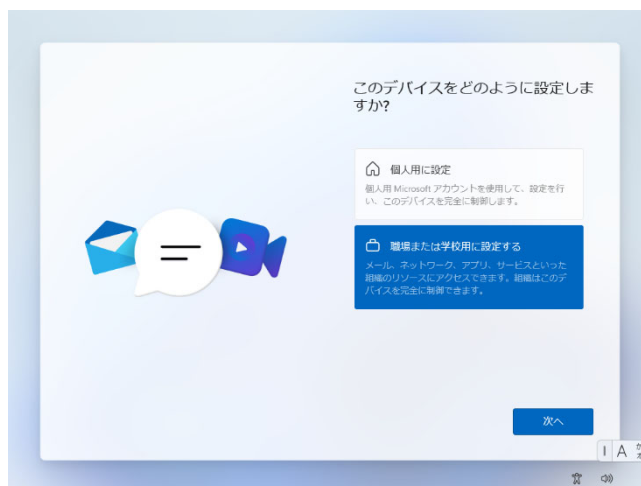 このデバイスをどのように設定しま
すか?
個人用に設定
個人用 Microsoft アカウントを使用して、設定を行
い、このデバイスを完全に制御します。
職場または学校用に設定する
メール、ネットワーク、アプリ、サービスといった
組織のリソースにアクセスできます。組織はこのデ
バイスを完全に制御できます。
次へ
A